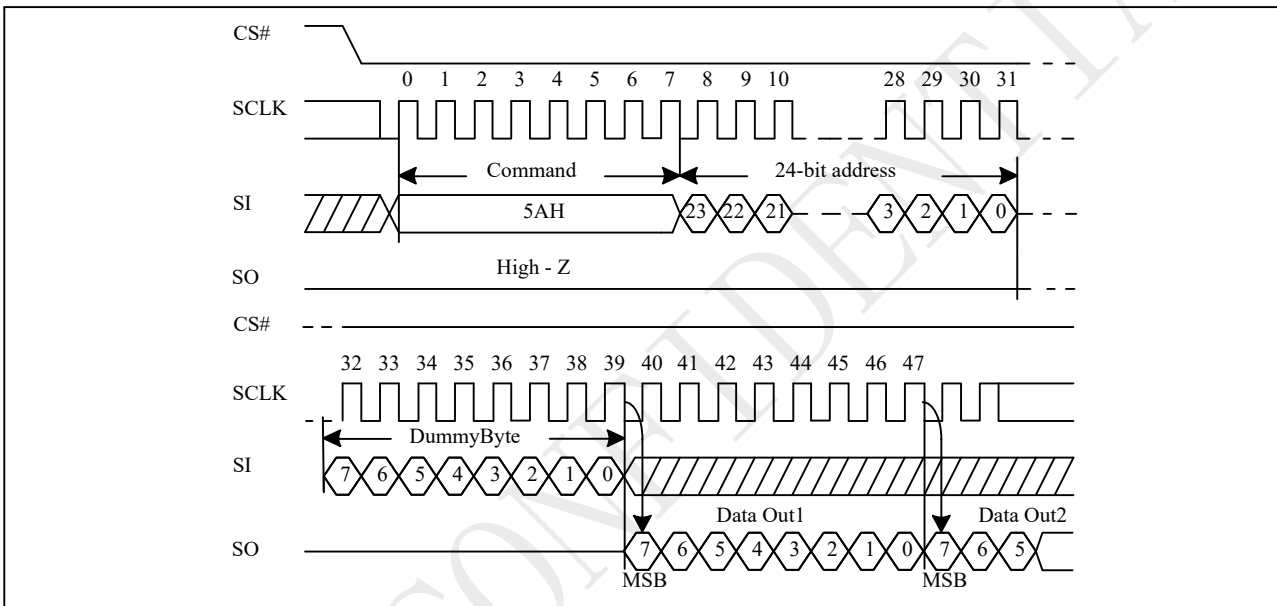 CS#
0 1 2 3 4 5 6 7 8 9 10 28 29 30 31
SCLK
Command 24-bit address
SI 5AH 23 22 21 3 2 1 0
High - Z
SO
CS#
32 33 34 35 36 37 38 39 40 41 42 43 44 45 46 47
SCLK
DummyByte
SI 7 6 5 4 3 2 1 0
Data Out1 Data Out2
SO 7 6 5 4 3 2 1 0 7 6 5
MSB MSB